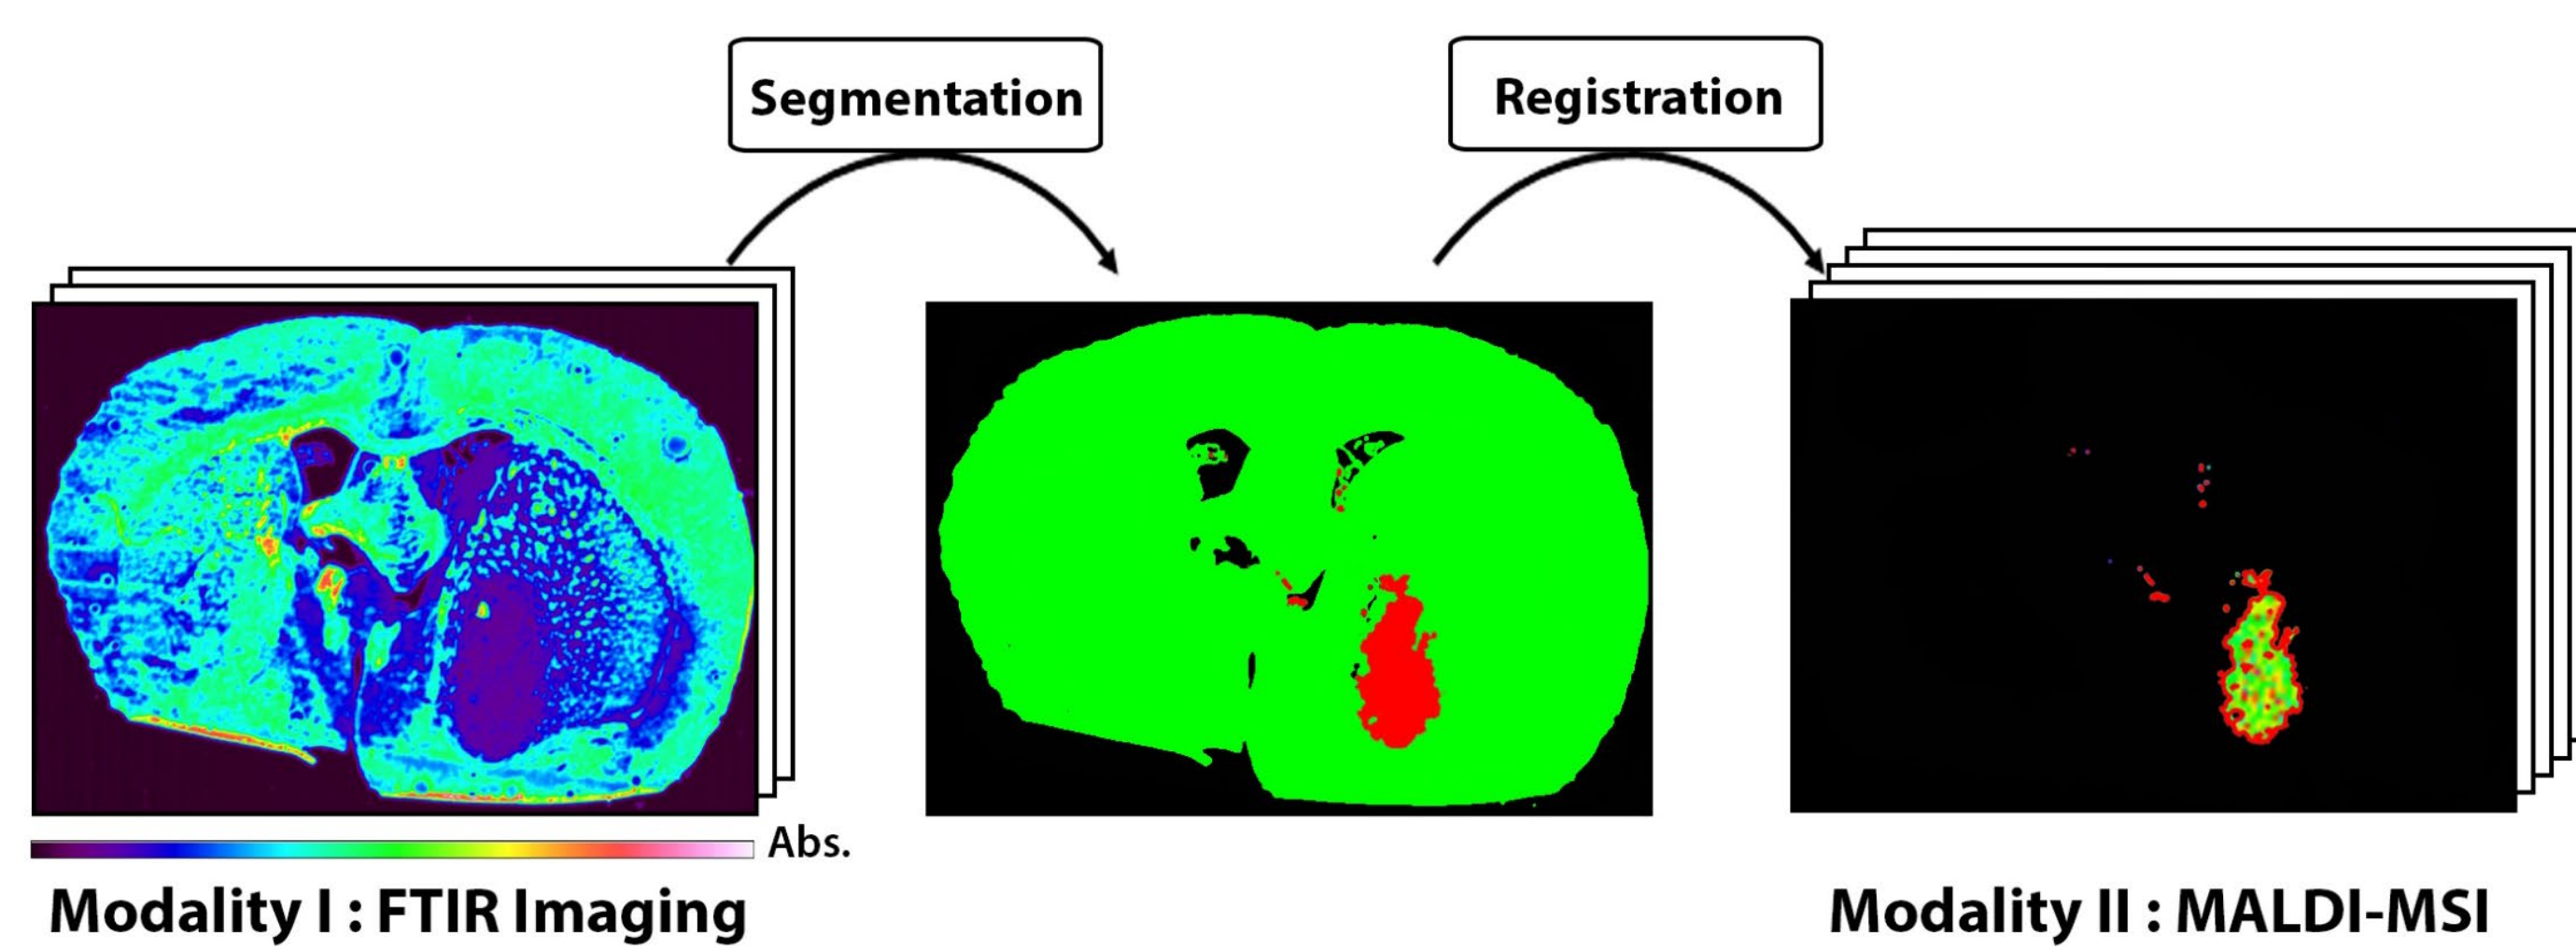 Segmentation
Registration
Abs.
Modality I : FTIR Imaging
Modality II : MALDI-MSI